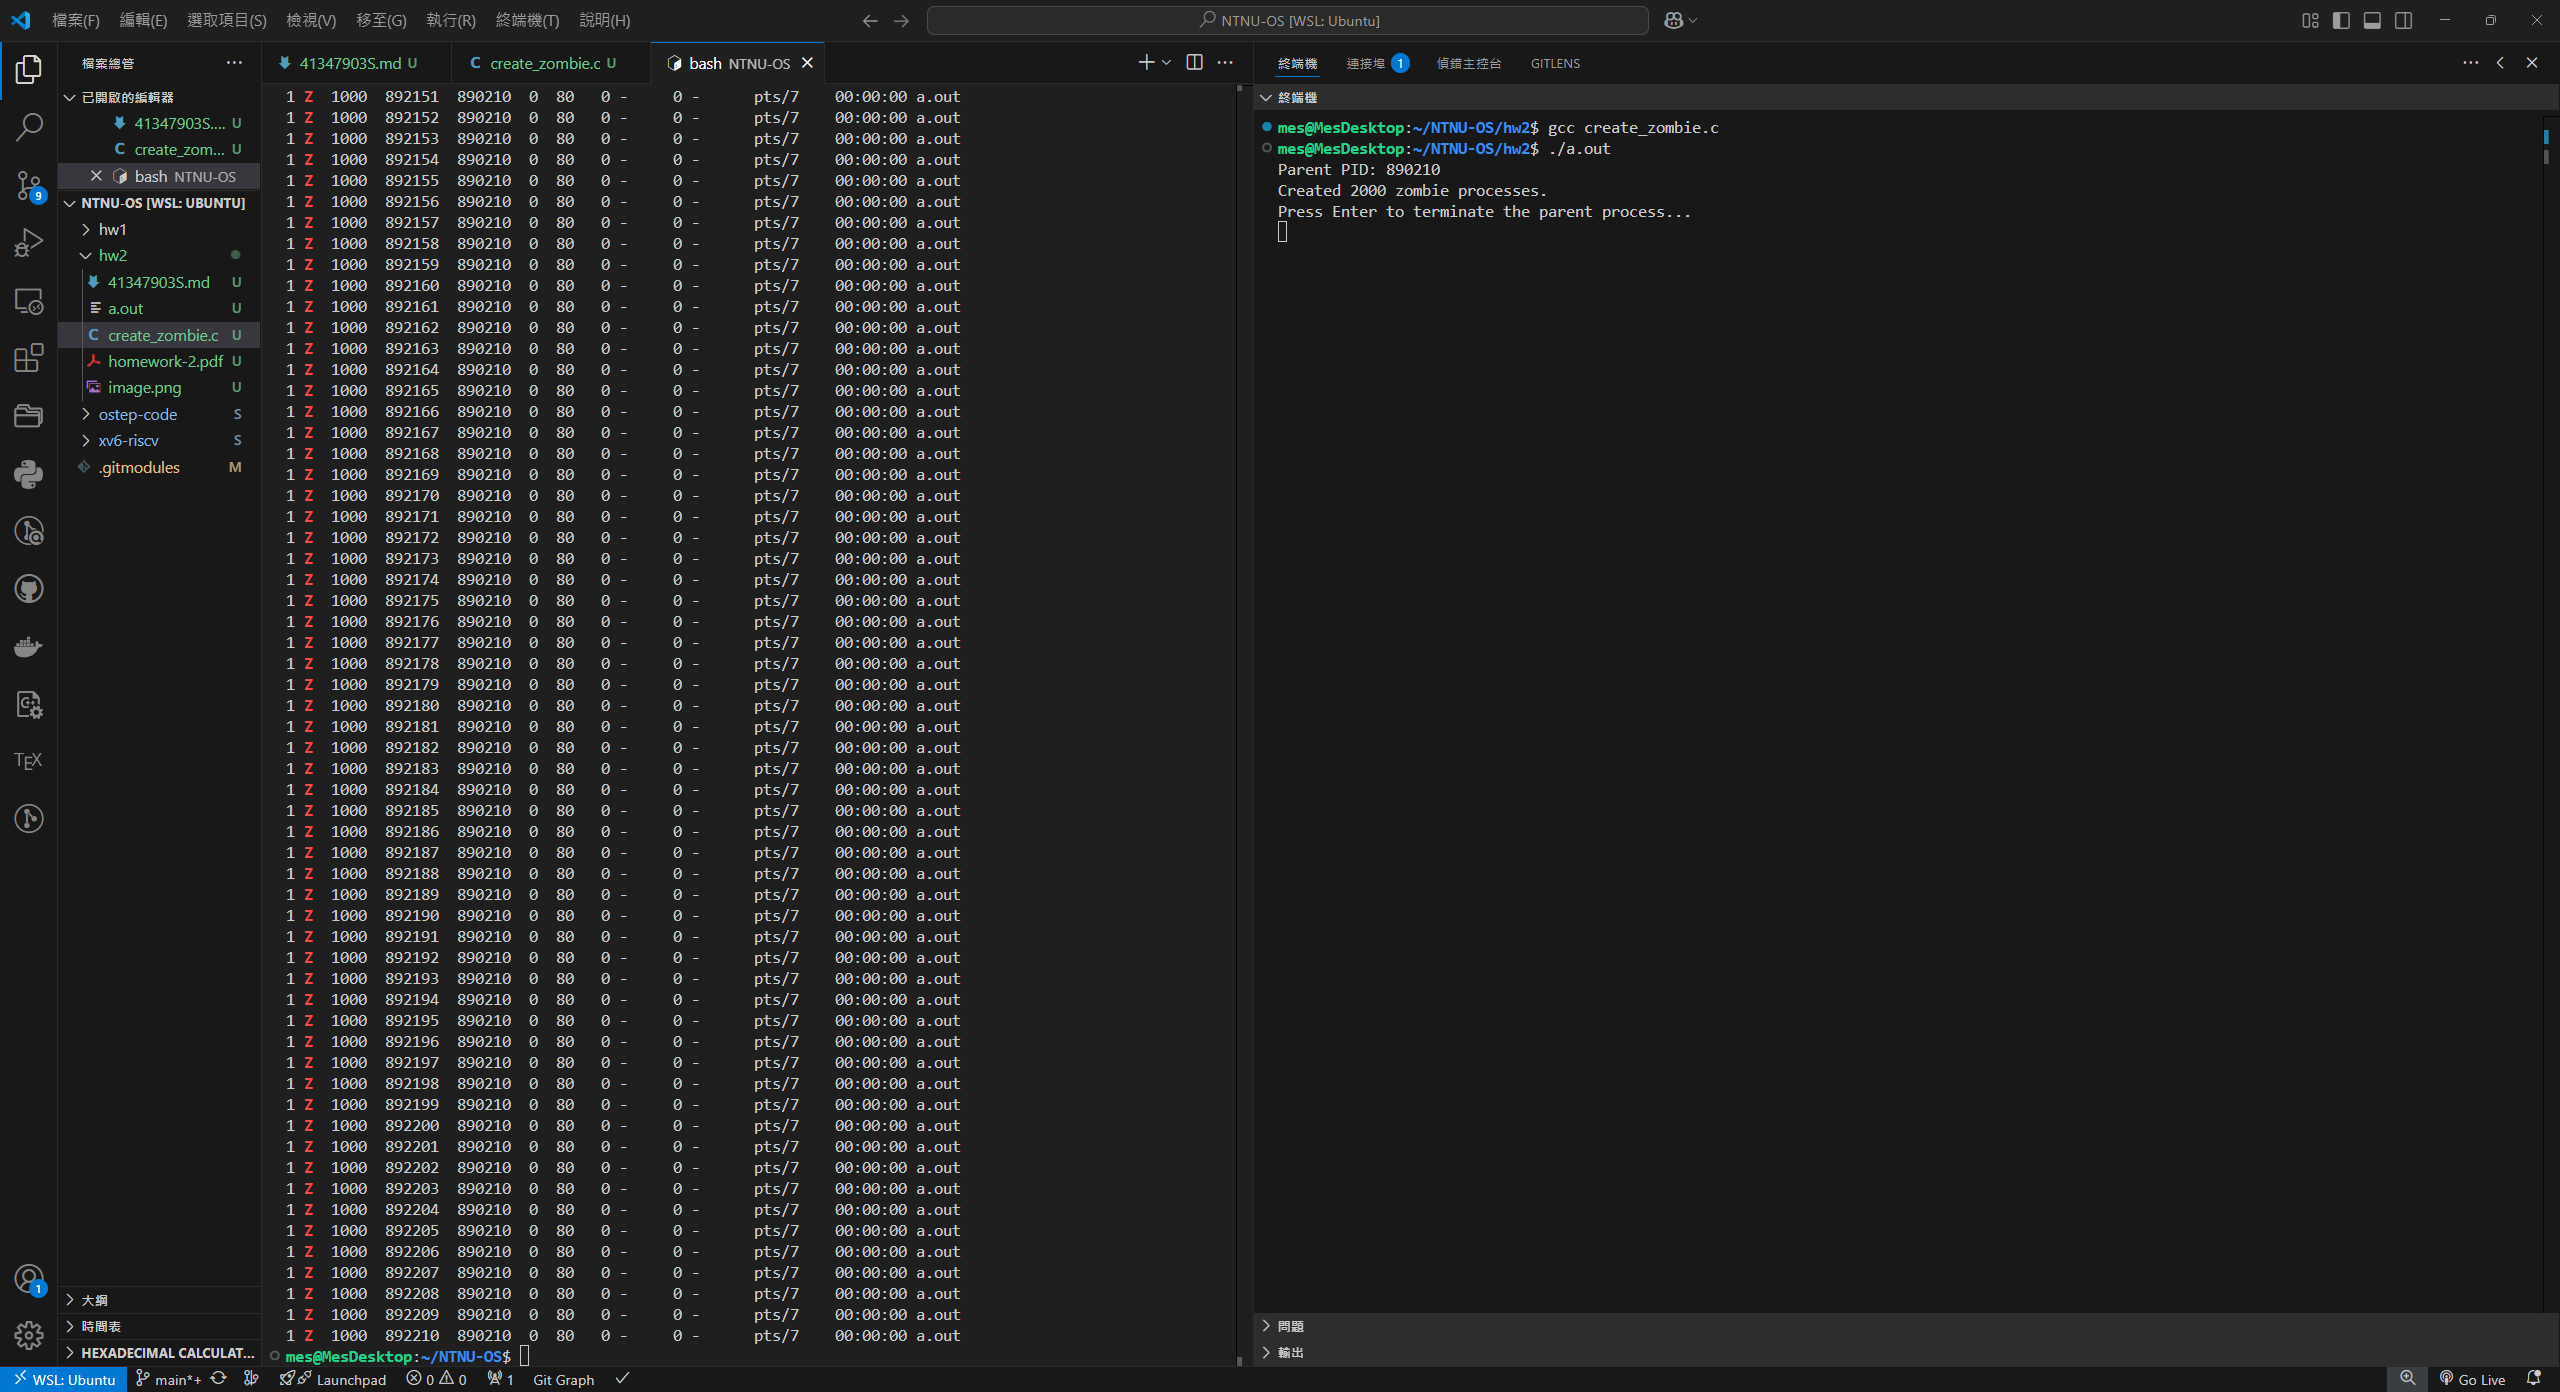 檔案(F) 編輯(E) 選取項目(S) 檢視(V) 移至(G) 執行(R) 終端機(T) 說明(H)
NTNU-OS [WSL: Ubuntu]
檔案總管
已開啟的編輯器
41347903S.... U
create_zom... U
bash NTNU-OS
NTNU-OS [WSL: UBUNTU]
hw1
hw2
41347903S.md U
a.out U
create_zombie.c U
homework-2.pdf U
image.png U
ostep-code S
xv6-riscv S
.gitmodules M
大綱
時間表
HEXADECIMAL CALCULAT...
9
TEX
1
41347903S.md U
create_zombie.c U
bash NTNU-OS
1 Z 1000 892151 890210 0 80 0 - 0 - pts/7 00:00:00 a.out
1 Z 1000 892152 890210 0 80 0 - 0 - pts/7 00:00:00 a.out
1 Z 1000 892153 890210 0 80 0 - 0 - pts/7 00:00:00 a.out
1 Z 1000 892154 890210 0 80 0 - 0 - pts/7 00:00:00 a.out
1 Z 1000 892155 890210 0 80 0 - 0 - pts/7 00:00:00 a.out
1 Z 1000 892156 890210 0 80 0 - 0 - pts/7 00:00:00 a.out
1 Z 1000 892157 890210 0 80 0 - 0 - pts/7 00:00:00 a.out
1 Z 1000 892158 890210 0 80 0 - 0 - pts/7 00:00:00 a.out
1 Z 1000 892159 890210 0 80 0 - 0 - pts/7 00:00:00 a.out
1 Z 1000 892160 890210 0 80 0 - 0 - pts/7 00:00:00 a.out
1 Z 1000 892161 890210 0 80 0 - 0 - pts/7 00:00:00 a.out
1 Z 1000 892162 890210 0 80 0 - 0 - pts/7 00:00:00 a.out
1 Z 1000 892163 890210 0 80 0 - 0 - pts/7 00:00:00 a.out
1 Z 1000 892164 890210 0 80 0 - 0 - pts/7 00:00:00 a.out
1 Z 1000 892165 890210 0 80 0 - 0 - pts/7 00:00:00 a.out
1 Z 1000 892166 890210 0 80 0 - 0 - pts/7 00:00:00 a.out
1 Z 1000 892167 890210 0 80 0 - 0 - pts/7 00:00:00 a.out
1 Z 1000 892168 890210 0 80 0 - 0 - pts/7 00:00:00 a.out
1 Z 1000 892169 890210 0 80 0 - 0 - pts/7 00:00:00 a.out
1 Z 1000 892170 890210 0 80 0 - 0 - pts/7 00:00:00 a.out
1 Z 1000 892171 890210 0 80 0 - 0 - pts/7 00:00:00 a.out
1 Z 1000 892172 890210 0 80 0 - 0 - pts/7 00:00:00 a.out
1 Z 1000 892173 890210 0 80 0 - 0 - pts/7 00:00:00 a.out
1 Z 1000 892174 890210 0 80 0 - 0 - pts/7 00:00:00 a.out
1 Z 1000 892175 890210 0 80 0 - 0 - pts/7 00:00:00 a.out
1 Z 1000 892176 890210 0 80 0 - 0 - pts/7 00:00:00 a.out
1 Z 1000 892177 890210 0 80 0 - 0 - pts/7 00:00:00 a.out
1 Z 1000 892178 890210 0 80 0 - 0 - pts/7 00:00:00 a.out
1 Z 1000 892179 890210 0 80 0 - 0 - pts/7 00:00:00 a.out
1 Z 1000 892180 890210 0 80 0 - 0 - pts/7 00:00:00 a.out
1 Z 1000 892181 890210 0 80 0 - 0 - pts/7 00:00:00 a.out
1 Z 1000 892182 890210 0 80 0 - 0 - pts/7 00:00:00 a.out
1 Z 1000 892183 890210 0 80 0 - 0 - pts/7 00:00:00 a.out
1 Z 1000 892184 890210 0 80 0 - 0 - pts/7 00:00:00 a.out
1 Z 1000 892185 890210 0 80 0 - 0 - pts/7 00:00:00 a.out
1 Z 1000 892186 890210 0 80 0 - 0 - pts/7 00:00:00 a.out
1 Z 1000 892187 890210 0 80 0 - 0 - pts/7 00:00:00 a.out
1 Z 1000 892188 890210 0 80 0 - 0 - pts/7 00:00:00 a.out
1 Z 1000 892189 890210 0 80 0 - 0 - pts/7 00:00:00 a.out
1 Z 1000 892190 890210 0 80 0 - 0 - pts/7 00:00:00 a.out
1 Z 1000 892191 890210 0 80 0 - 0 - pts/7 00:00:00 a.out
1 Z 1000 892192 890210 0 80 0 - 0 - pts/7 00:00:00 a.out
1 Z 1000 892193 890210 0 80 0 - 0 - pts/7 00:00:00 a.out
1 Z 1000 892194 890210 0 80 0 - 0 - pts/7 00:00:00 a.out
1 Z 1000 892195 890210 0 80 0 - 0 - pts/7 00:00:00 a.out
1 Z 1000 892196 890210 0 80 0 - 0 - pts/7 00:00:00 a.out
1 Z 1000 892197 890210 0 80 0 - 0 - pts/7 00:00:00 a.out
1 Z 1000 892198 890210 0 80 0 - 0 - pts/7 00:00:00 a.out
1 Z 1000 892199 890210 0 80 0 - 0 - pts/7 00:00:00 a.out
1 Z 1000 892200 890210 0 80 0 - 0 - pts/7 00:00:00 a.out
1 Z 1000 892201 890210 0 80 0 - 0 - pts/7 00:00:00 a.out
1 Z 1000 892202 890210 0 80 0 - 0 - pts/7 00:00:00 a.out
1 Z 1000 892203 890210 0 80 0 - 0 - pts/7 00:00:00 a.out
1 Z 1000 892204 890210 0 80 0 - 0 - pts/7 00:00:00 a.out
1 Z 1000 892205 890210 0 80 0 - 0 - pts/7 00:00:00 a.out
1 Z 1000 892206 890210 0 80 0 - 0 - pts/7 00:00:00 a.out
1 Z 1000 892207 890210 0 80 0 - 0 - pts/7 00:00:00 a.out
1 Z 1000 892208 890210 0 80 0 - 0 - pts/7 00:00:00 a.out
1 Z 1000 892209 890210 0 80 0 - 0 - pts/7 00:00:00 a.out
1 Z 1000 892210 890210 0 80 0 - 0 - pts/7 00:00:00 a.out
mes@MesDesktop:~/NTNU-OS$
終端機 連接埠 1 偵錯主控台 GITLENS
終端機
mes@MesDesktop:~/NTNU-OS/hw2$ gcc create_zombie.c
mes@MesDesktop:~/NTNU-OS/hw2$ ./a.out
Parent PID: 890210
Created 2000 zombie processes.
Press Enter to terminate the parent process...
問題
輸出
WSL: Ubuntu main*+ Launchpad 0 0 1 Git Graph Go Live